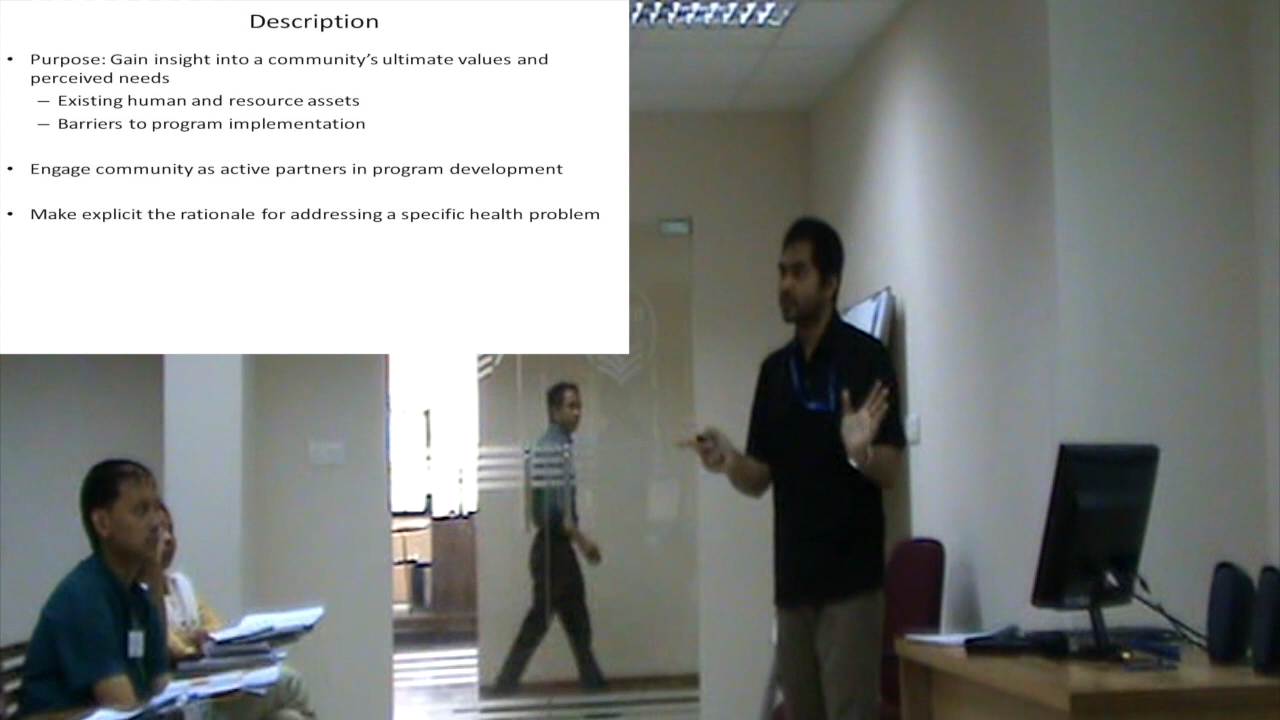 Description
• Purpose: Gain insight into a community's ultimate values and
perceived needs
– Existing human and resource assets
– Barriers to program implementation
• Engage community as active partners in program development
• Make explicit the rationale for addressing a specific health problem